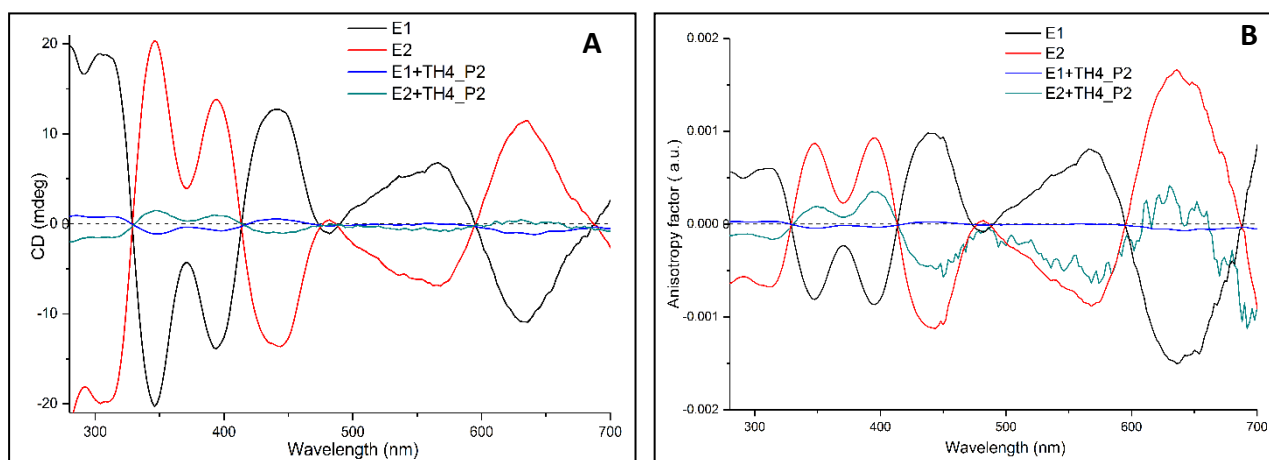 A
E1
E2
E1+TH4_P2
E2+TH4_P2
20
10
0
-10
-20
CD (mdeg)
300 400 500 600 700
Wavelength (nm)
B
E1
E2
E1+TH4_P2
E2+TH4_P2
0.002
0.001
0.000
-0.001
-0.002
Anisotropy factor ( a.u.)
300 400 500 600 700
Wavelength (nm)